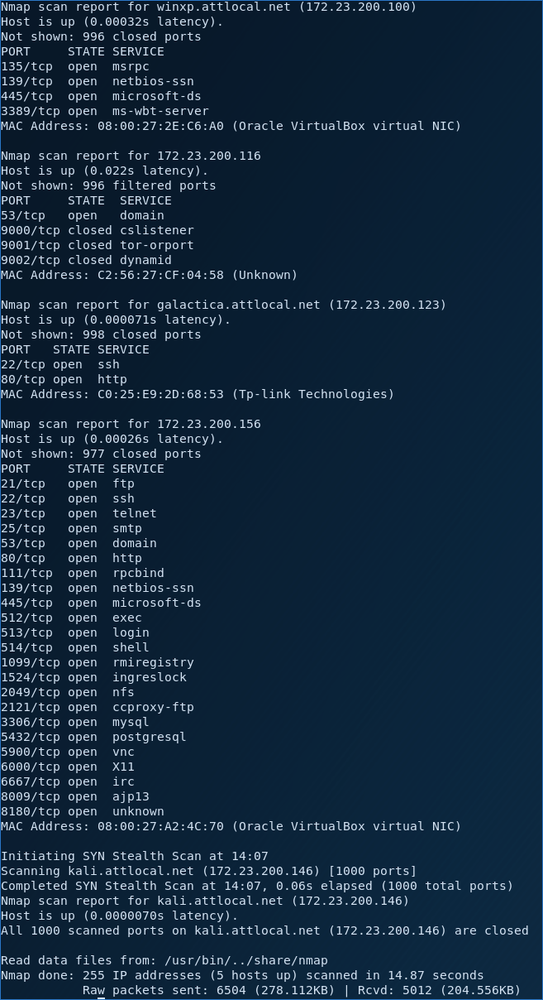 Nmap scan report for winxp.attlocal.net (172.23.200.100)
Host is up (0.00032s latency).
Not shown: 996 closed ports
PORT     STATE SERVICE
135/tcp  open  msrpc
139/tcp  open  netbios-ssn
445/tcp  open  microsoft-ds
3389/tcp open  ms-wbt-server
MAC Address: 08:00:27:2E:C6:A0 (Oracle VirtualBox virtual NIC)

Nmap scan report for 172.23.200.116
Host is up (0.022s latency).
Not shown: 996 filtered ports
PORT     STATE  SERVICE
53/tcp   open   domain
9000/tcp closed cslistener
9001/tcp closed tor-orport
9002/tcp closed dynamid
MAC Address: C2:56:27:CF:04:58 (Unknown)

Nmap scan report for galactica.attlocal.net (172.23.200.123)
Host is up (0.000071s latency).
Not shown: 998 closed ports
PORT   STATE SERVICE
22/tcp open  ssh
80/tcp open  http
MAC Address: C0:25:E9:2D:68:53 (Tp-link Technologies)

Nmap scan report for 172.23.200.156
Host is up (0.00026s latency).
Not shown: 977 closed ports
PORT     STATE SERVICE
21/tcp   open  ftp
22/tcp   open  ssh
23/tcp   open  telnet
25/tcp   open  smtp
53/tcp   open  domain
80/tcp   open  http
111/tcp  open  rpcbind
139/tcp  open  netbios-ssn
445/tcp  open  microsoft-ds
512/tcp  open  exec
513/tcp  open  login
514/tcp  open  shell
1099/tcp open  rmiregistry
1524/tcp open  ingreslock
2049/tcp open  nfs
2121/tcp open  ccproxy-ftp
3306/tcp open  mysql
5432/tcp open  postgresql
5900/tcp open  vnc
6000/tcp open  X11
6667/tcp open  irc
8009/tcp open  ajp13
8180/tcp open  unknown
MAC Address: 08:00:27:A2:4C:70 (Oracle VirtualBox virtual NIC)

Initiating SYN Stealth Scan at 14:07
Scanning kali.attlocal.net (172.23.200.146) [1000 ports]
Completed SYN Stealth Scan at 14:07, 0.06s elapsed (1000 total ports)
Nmap scan report for kali.attlocal.net (172.23.200.146)
Host is up (0.0000070s latency).
All 1000 scanned ports on kali.attlocal.net (172.23.200.146) are closed

Read data files from: /usr/bin/../share/nmap
Nmap done: 255 IP addresses (5 hosts up) scanned in 14.87 seconds
           Raw packets sent: 6504 (278.112KB) | Rcvd: 5012 (204.556KB)